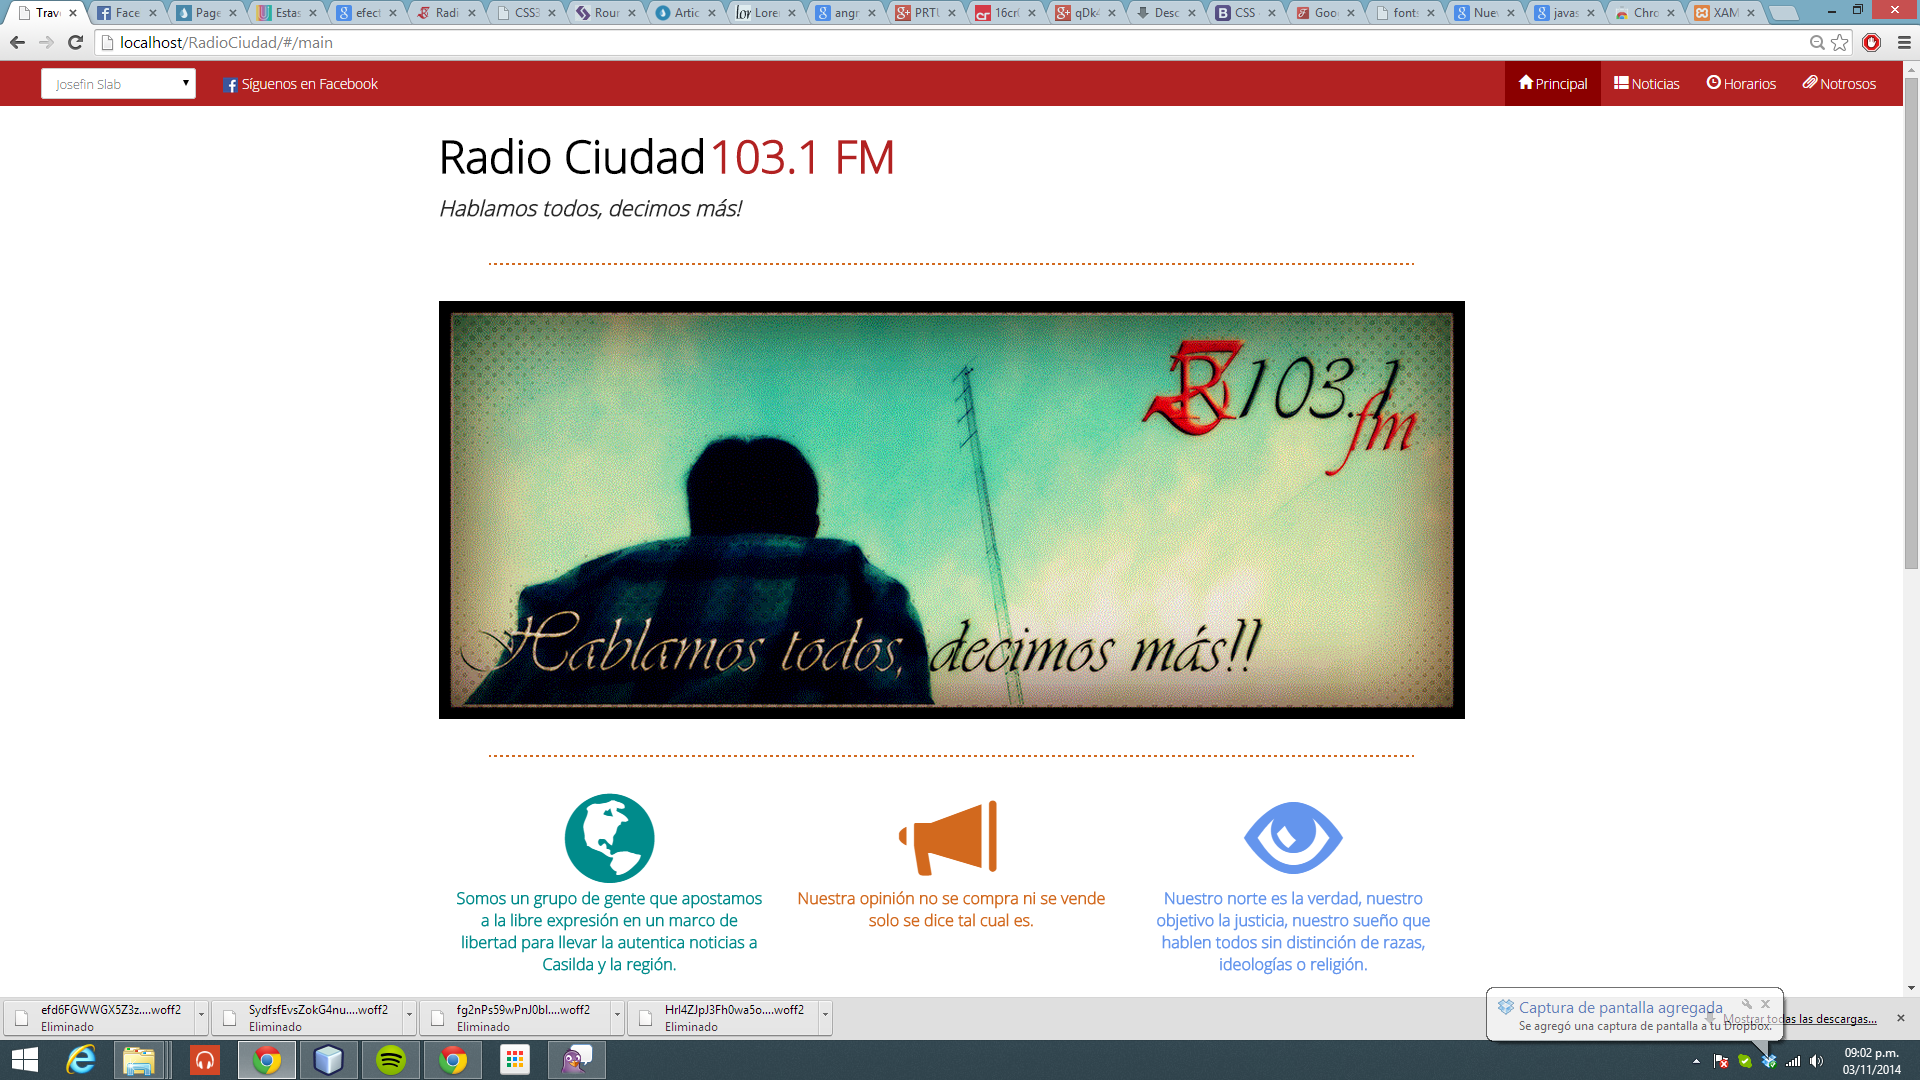 Trav
Face
Page
Estas
efect
Radi
CSS3
Rour
Artic
Lore
angr
PRTU
16crl
qDk4
Desc
CSS
Goo
fonts
Nuev
javas
Chro
XAM
localhost/RadioCiudad/#/main
Josefin Slab
Síguenos en Facebook
Principal
Noticias
Horarios
Notrosos
Radio Ciudad 103.1 FM
Hablamos todos, decimos más!
R 103.1
fm
Hablamos todos, decimos más!!
Somos un grupo de gente que apostamos
a la libre expresión en un marco de
libertad para llevar la autentica noticias a
Casilda y la región.
Nuestra opinión no se compra ni se vende
solo se dice tal cual es.
Nuestro norte es la verdad, nuestro
objetivo la justicia, nuestro sueño que
hablen todos sin distinción de razas,
ideologías o religión.
efd6FGWWGX5Z3z....woff2
Eliminado
SydfsfEvsZokG4nu....woff2
Eliminado
fg2nPs59wPnJ0bl....woff2
Eliminado
Hrl4ZJpJ3Fh0wa5o....woff2
Eliminado
Captura de pantalla agregada
Se agregó una captura de pantalla a tu Dropbox.
Mostrar todas las descargas...
09:02 p.m.
03/11/2014